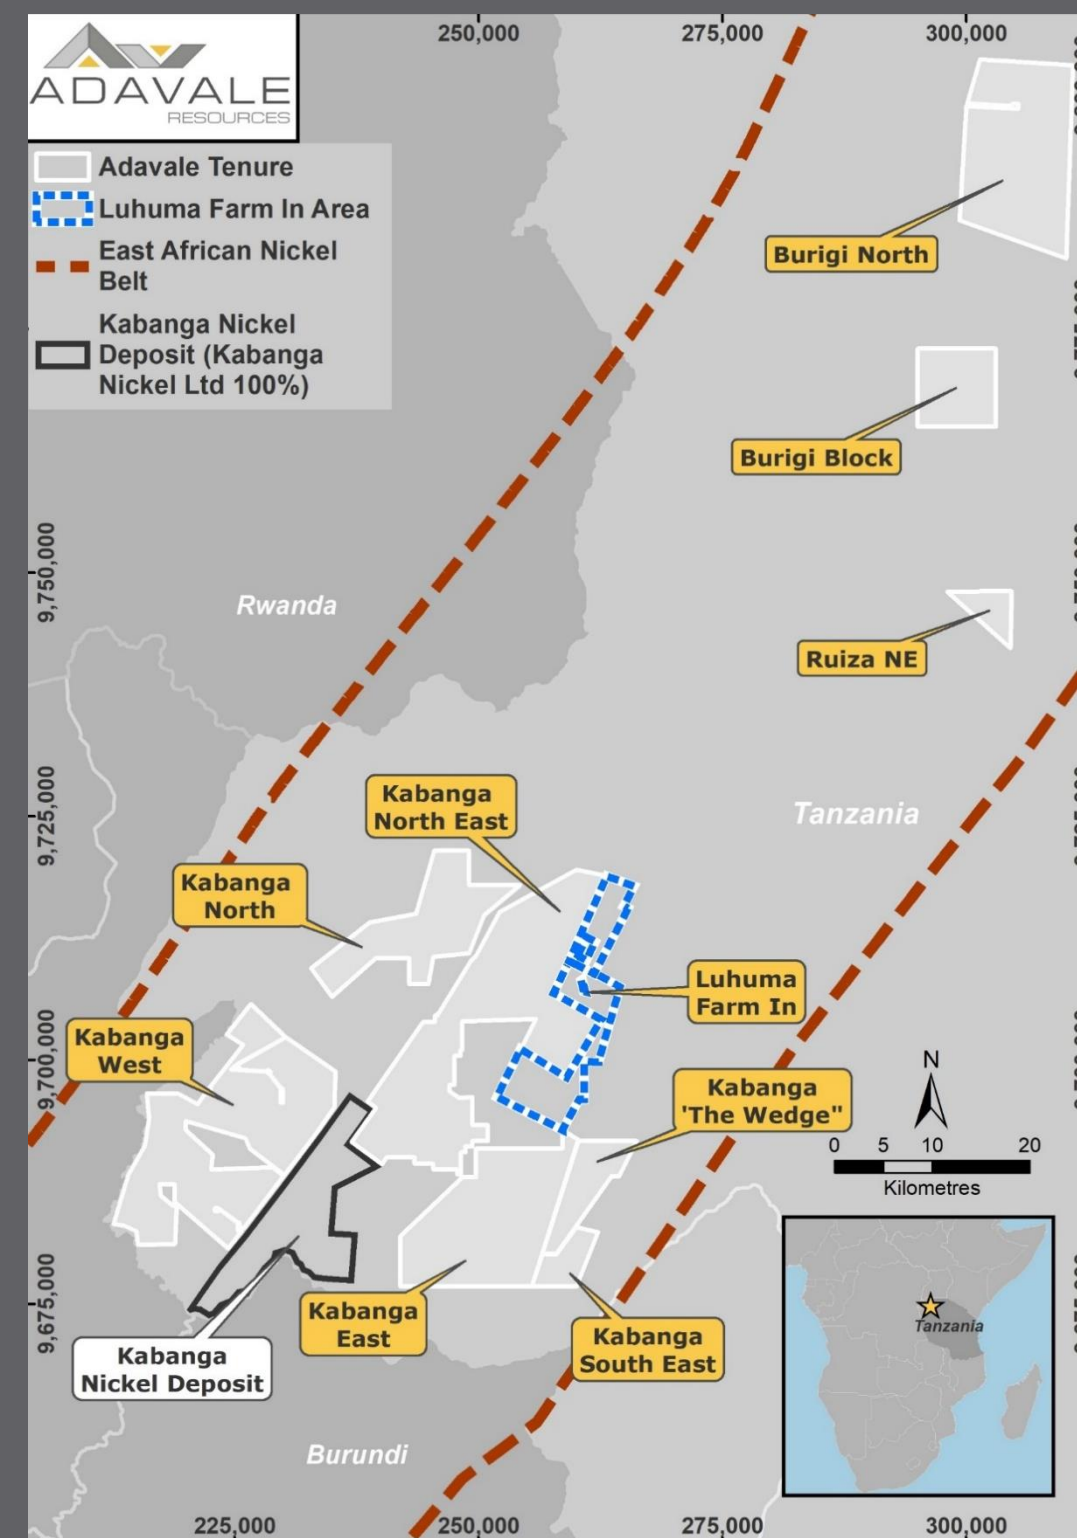 250,000
275,000
300,000
ADAVALE
RESOURCES
Adavale Tenure
Luhuma Farm In Area
East African Nickel
Belt
Kabanga Nickel
Deposit (Kabanga
Nickel Ltd 100%)
Burigi North
Burigi Block
9,750,000
Rwanda
Ruiza NE
Kabanga
North East
Tanzania
9,725,000
Kabanga
North
Luhuma
Farm In
Kabanga
West
9,700,000
Kabanga
'The Wedge"
N
0 5 10 20
Kilometres
Kabanga
East
Kabanga
South East
9,675,000
Kabanga
Nickel Deposit
Tanzania
Burundi
225,000
250,000
275,000
300,000